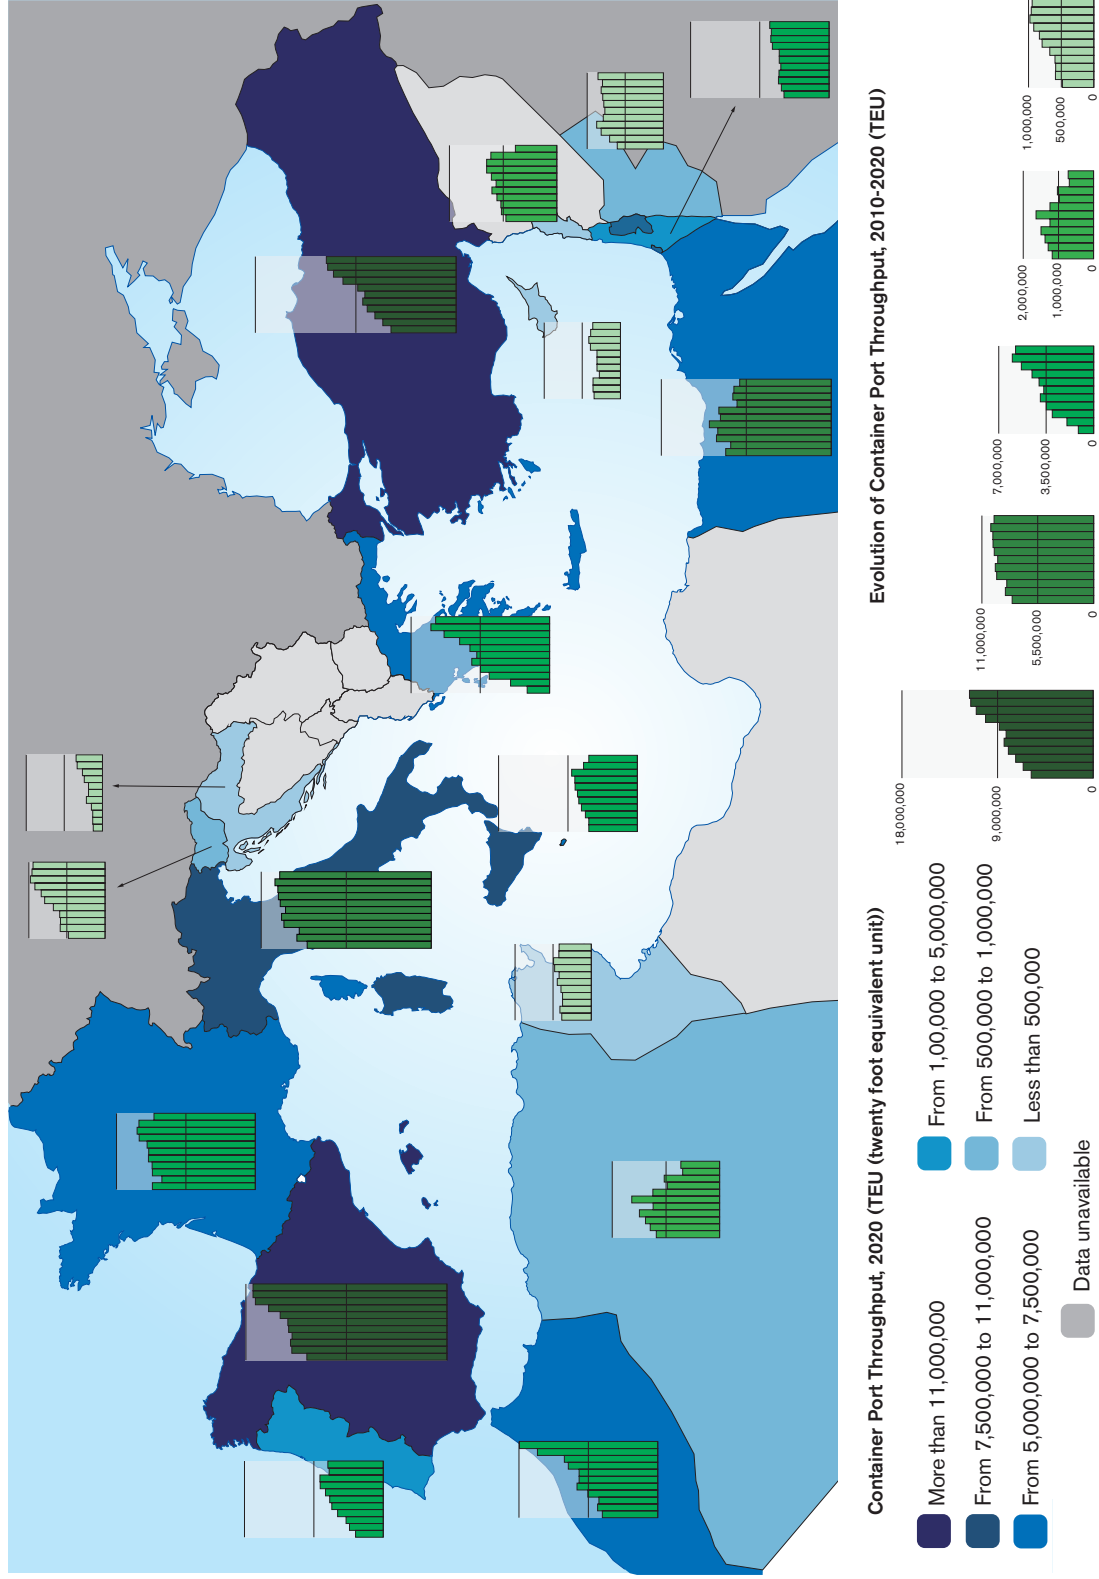 Container Port Throughput, 2020 (TEU (twenty foot equivalent unit))
More than 11,000,000
From 7,500,000 to 11,000,000
From 5,000,000 to 7,500,000
From 1,00,000 to 5,000,000
From 500,000 to 1,000,000
Less than 500,000
Data unavailable
Evolution of Container Port Throughput, 2010-2020 (TEU)
18,000,000
9,000,000
0
11,000,000
5,500,000
0
7,000,000
3,500,000
0
2,000,000
1,000,000
0
1,000,000
500,000
0